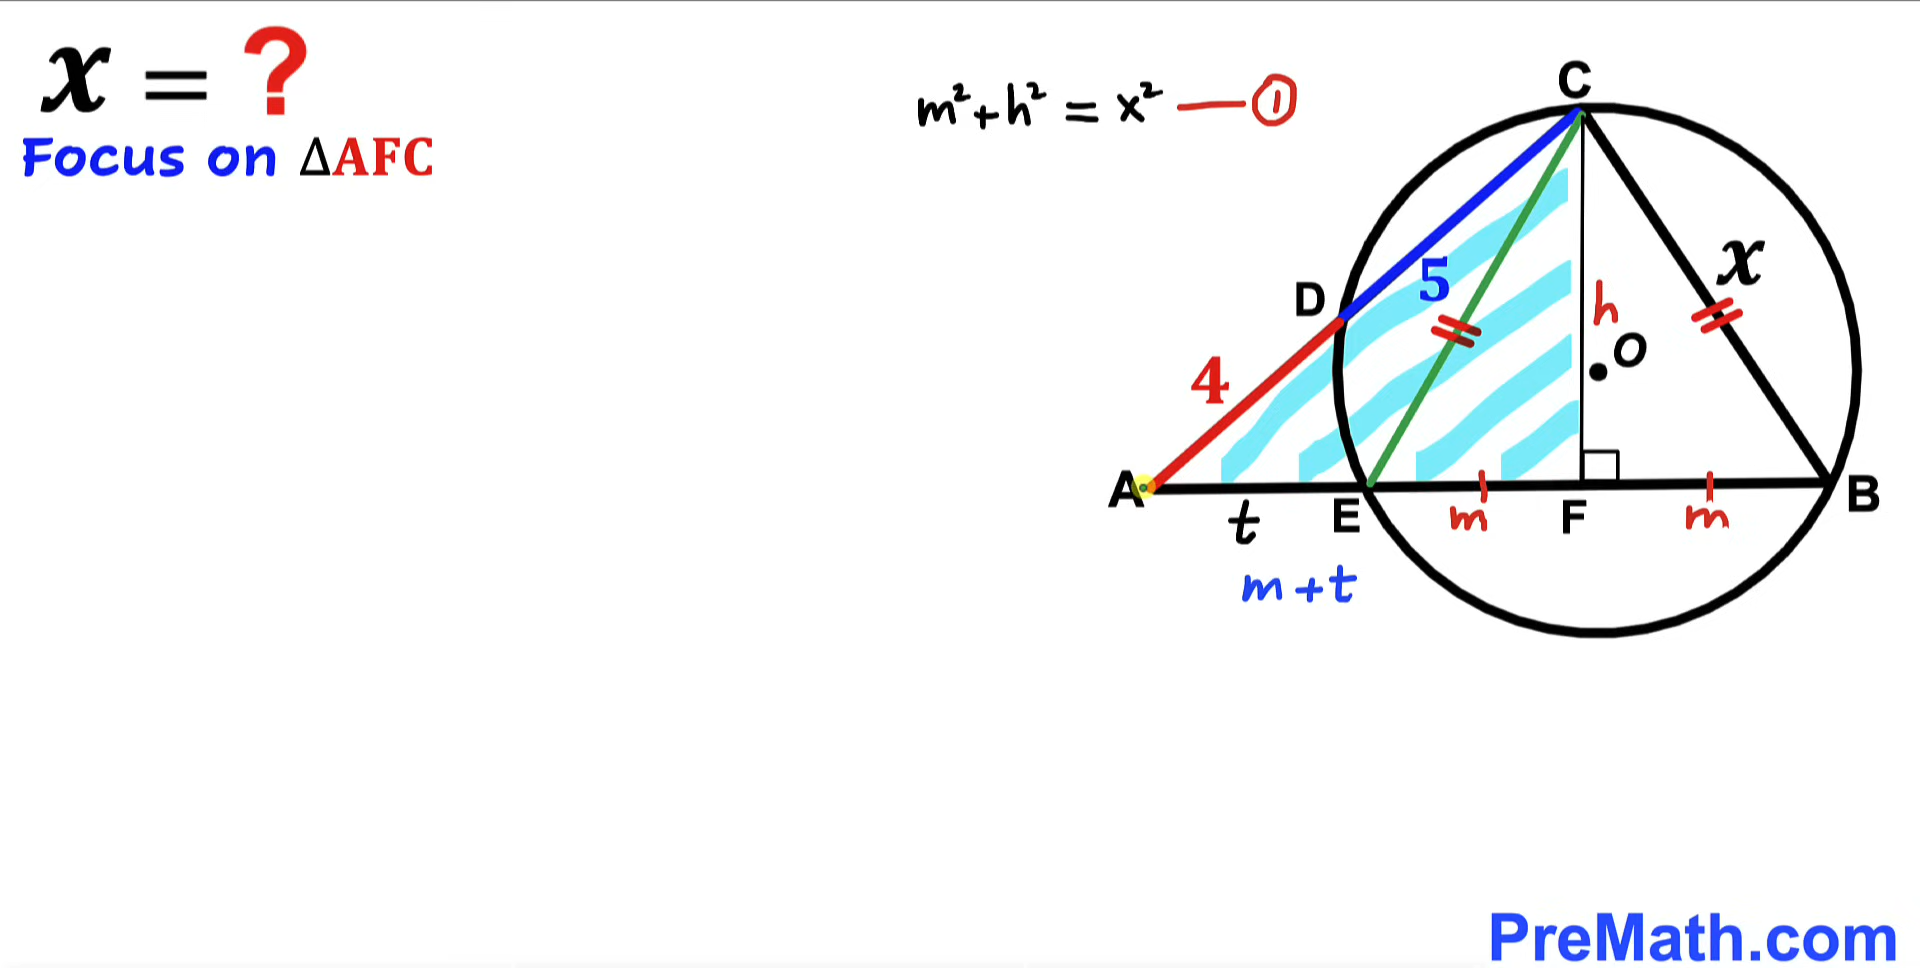 x = ?
Focus on ΔAFC
m² + h² = x² — ①
C
D
5
h
x
O
4
A
t
E
m
F
m
B
m + t
PreMath.com